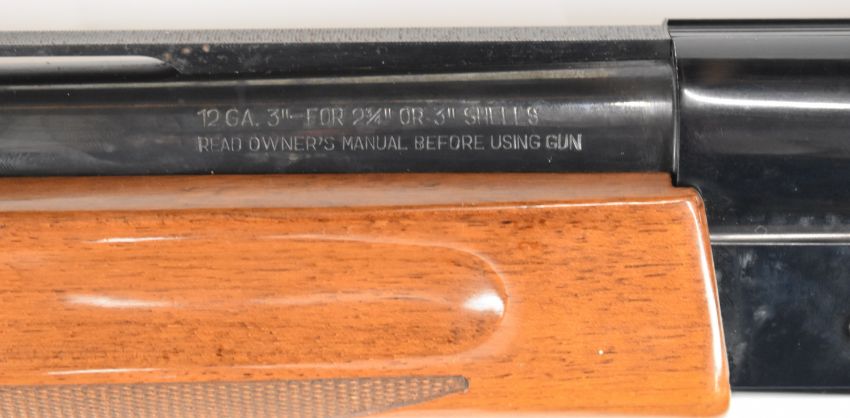 12 GA. 3"-FOR 2¾" OR 3" SHELLS
READ OWNER'S MANUAL BEFORE USING GUN